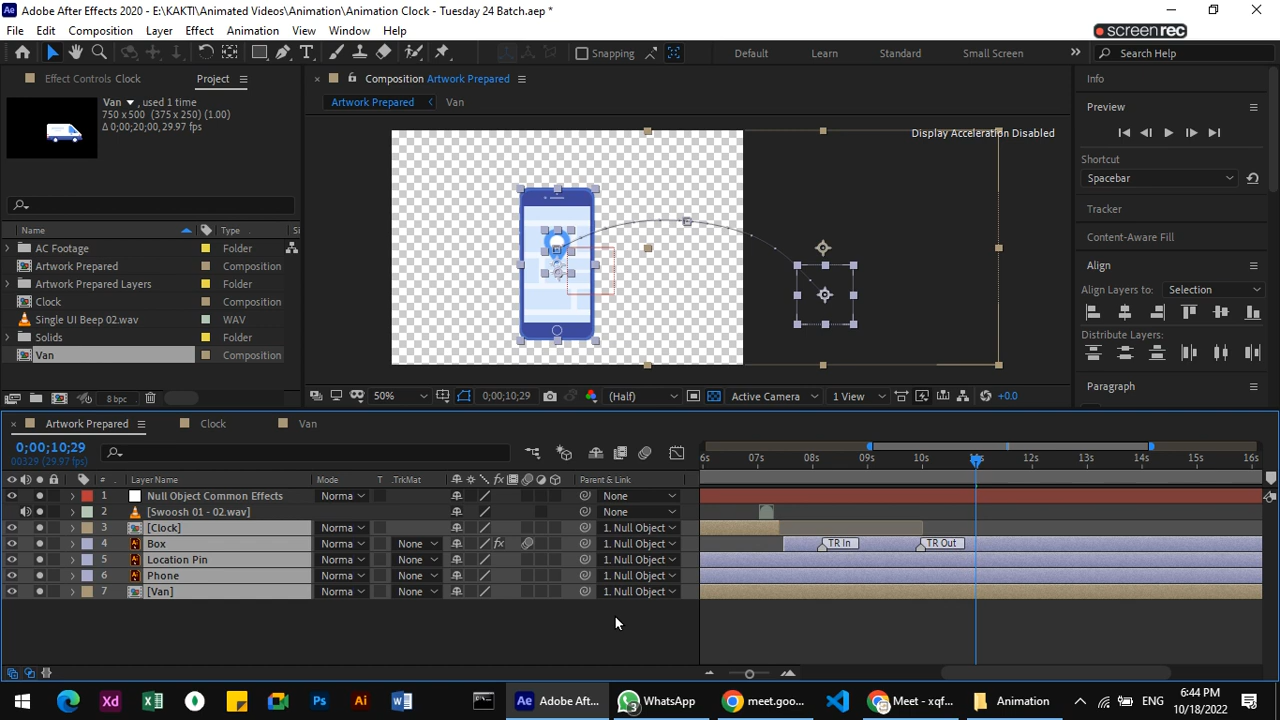 Adobe After Effects 2020 - E:\KAKTI\Animated Videos\Animation\Animation Clock - Tuesday 24 Batch.aep *
File Edit Composition Layer Effect Animation View Window Help
screenrec
Snapping Default Learn Standard Small Screen Search Help
Effect Controls Clock Project
Composition Artwork Prepared
Info
Van , used 1 time
750 x 500 (375 x 250) (1.00)
Δ 0;00;20;00, 29.97 fps
Artwork Prepared Van
Display Acceleration Disabled
Preview
Shortcut
Spacebar
Tracker
Content-Aware Fill
Align
Align Layers to: Selection
Distribute Layers:
Paragraph
Name Type Si
AC Footage Folder
Artwork Prepared Composition
Artwork Prepared Layers Folder
Clock Composition
Single UI Beep 02.wav WAV
Solids Folder
Van Composition
8 bpc
50% 0;00;10;29 (Half) Active Camera 1 View +0.0
Artwork Prepared Clock Van
0;00;10;29
00329 (29.97 fps)
6s 07s 08s 09s 10s 11s 12s 13s 14s 15s 16s
# Layer Name Mode T .TrkMat Parent & Link
1 Null Object Common Effects Norma None
2 [Swoosh 01 - 02.wav] None
3 [Clock] Norma 1. Null Object
4 Box Norma None 1. Null Object TR In TR Out
5 Location Pin Norma None 1. Null Object
6 Phone Norma None 1. Null Object
7 [Van] Norma None 1. Null Object
Adobe Afte... WhatsApp meet.goo... Meet - xqf... Animation ENG 6:44 PM
10/18/2022